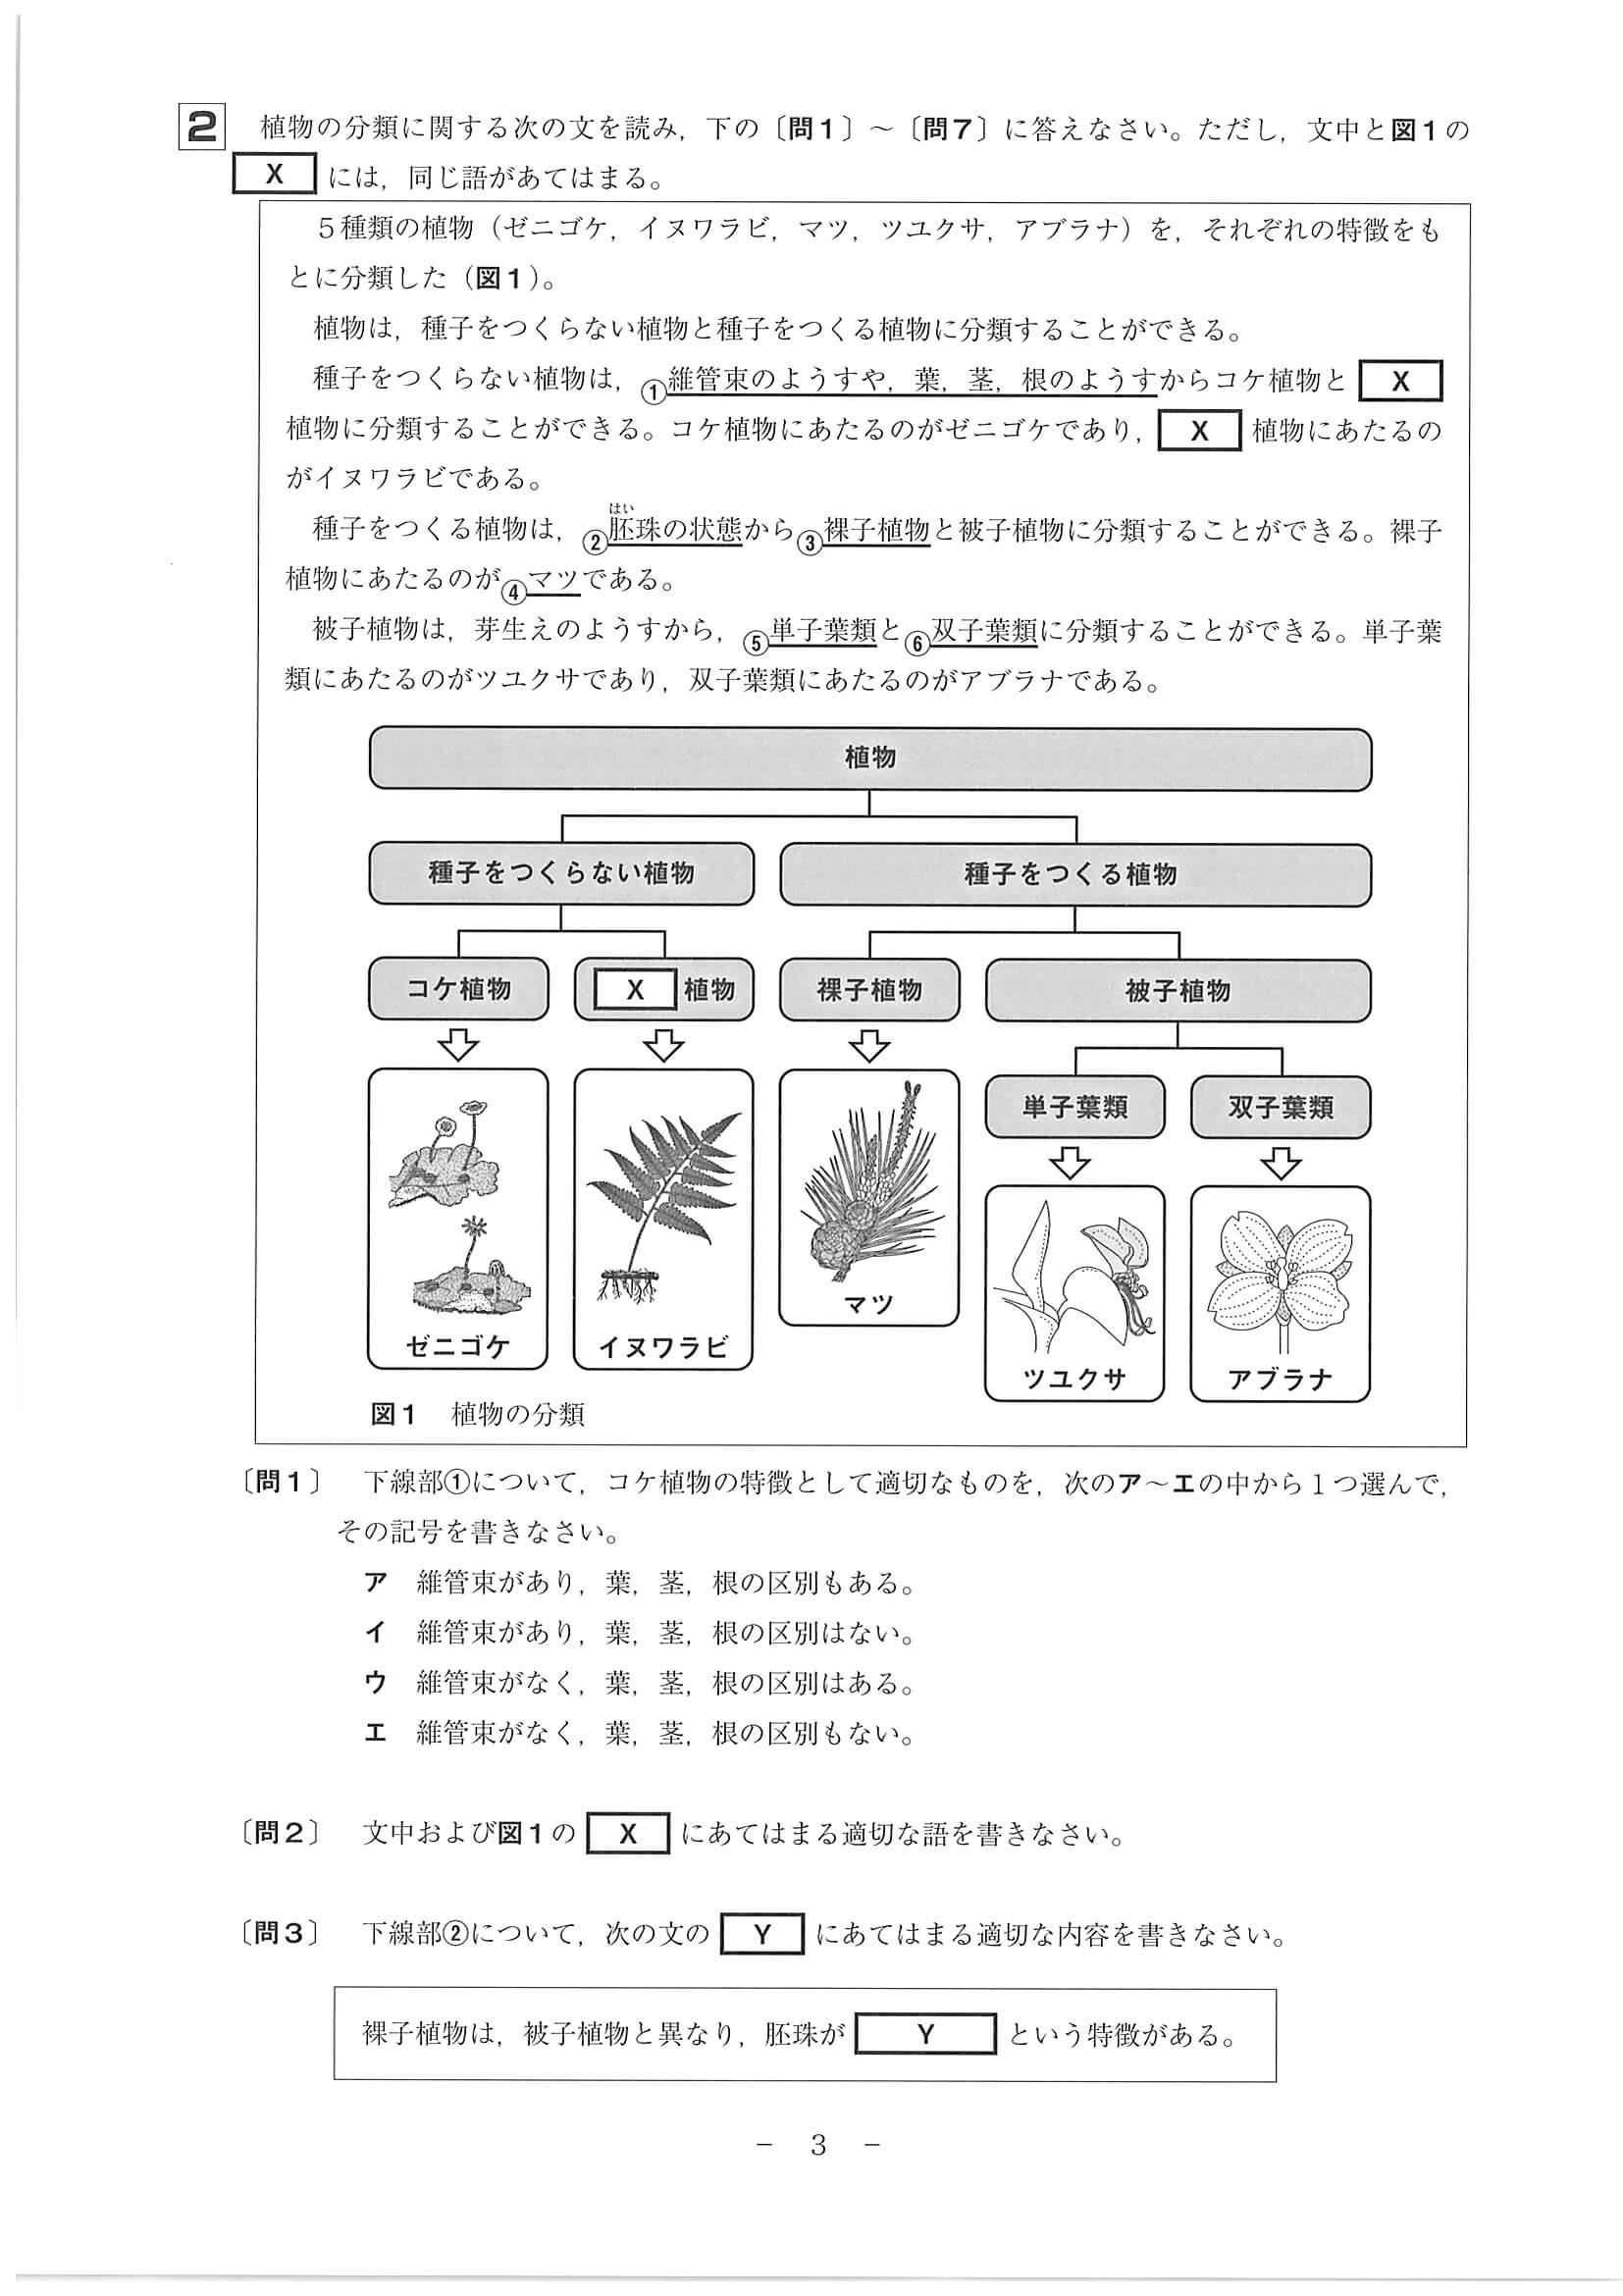 2 植物の分類に関する次の文を読み，下の〔問1〕～〔問7〕に答えなさい。ただし，文中と図1の
X には，同じ語があてはまる。
5種類の植物（ゼニゴケ，イヌワラビ，マツ，ツユクサ，アブラナ）を，それぞれの特徴をも
とに分類した（図1）。
植物は，種子をつくらない植物と種子をつくる植物に分類することができる。
種子をつくらない植物は，①維管束のようすや，葉，茎，根のようすからコケ植物と X
植物に分類することができる。コケ植物にあたるのがゼニゴケであり， X 植物にあたるの
がイヌワラビである。
はい
種子をつくる植物は，②胚珠の状態から③裸子植物と被子植物に分類することができる。裸子
植物にあたるのが④マツである。
被子植物は，芽生えのようすから，⑤単子葉類と⑥双子葉類に分類することができる。単子葉
類にあたるのがツユクサであり，双子葉類にあたるのがアブラナである。
植物
種子をつくらない植物 種子をつくる植物
コケ植物 X 植物 裸子植物 被子植物
単子葉類 双子葉類
マツ
ゼニゴケ イヌワラビ
ツユクサ アブラナ
図1 植物の分類
〔問1〕 下線部①について，コケ植物の特徴として適切なものを，次のア～エの中から1つ選んで，
その記号を書きなさい。
ア 維管束があり，葉，茎，根の区別もある。
イ 維管束があり，葉，茎，根の区別はない。
ウ 維管束がなく，葉，茎，根の区別はある。
エ 維管束がなく，葉，茎，根の区別もない。
〔問2〕 文中および図1の X にあてはまる適切な語を書きなさい。
〔問3〕 下線部②について，次の文の Y にあてはまる適切な内容を書きなさい。
裸子植物は，被子植物と異なり，胚珠が Y という特徴がある。
－ 3 －